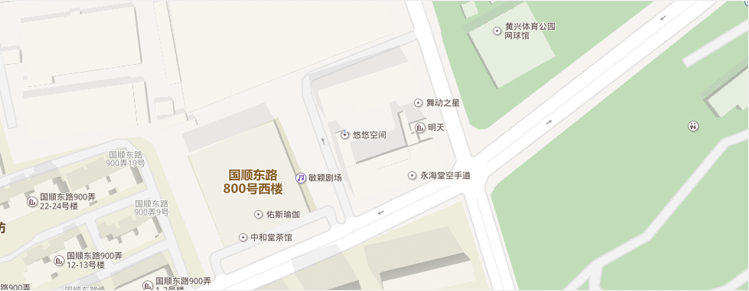 黄兴体育公园
网球馆
舞动之星
明天
悠悠空间
国顺东路
900弄19号
国顺东路
800号西楼
敏颖剧场
永海堂空手道
国顺东路900弄
22-24号楼
国顺东路
900弄9号
佑斯瑜伽
中和堂茶馆
国顺东路900弄
12-13号楼
国顺东路900弄